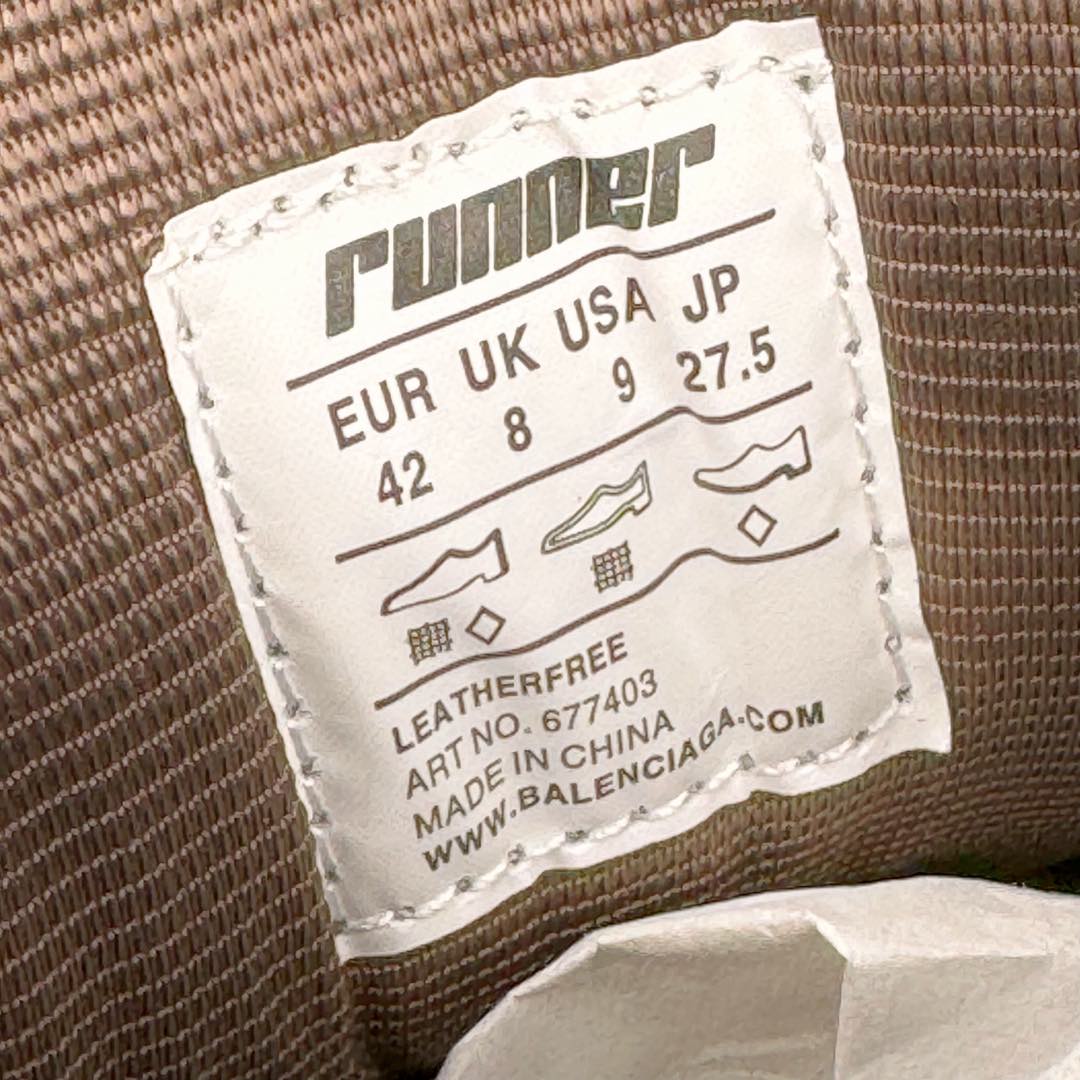 runner
EUR UK USA JP
42 8 9 27.5
LEATHERFREE
ART NO. 677403
MADE IN CHINA
WWW.BALENCIAGA.COM